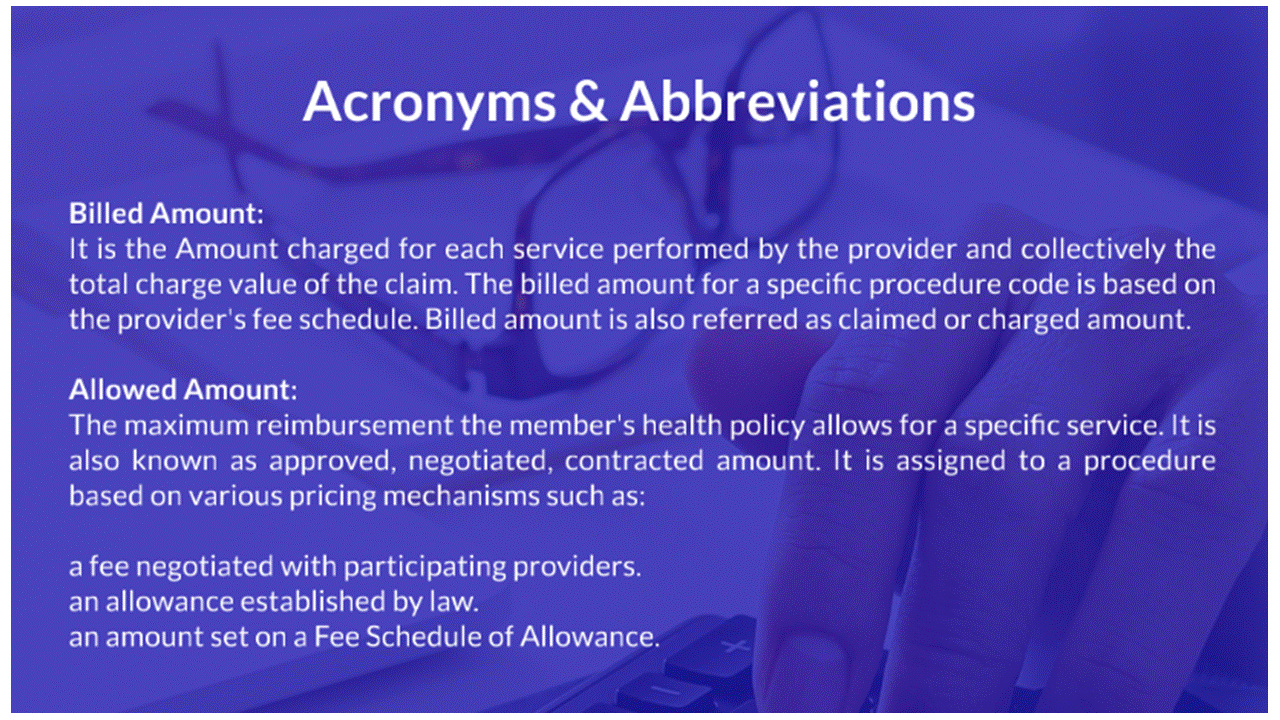 Acronyms & Abbreviations
Billed Amount:
It is the Amount charged for each service performed by the provider and collectively the
total charge value of the claim. The billed amount for a specific procedure code is based on
the provider's fee schedule. Billed amount is also referred as claimed or charged amount.
Allowed Amount:
The maximum reimbursement the member's health policy allows for a specific service. It is
also known as approved, negotiated, contracted amount. It is assigned to a procedure
based on various pricing mechanisms such as:
a fee negotiated with participating providers.
an allowance established by law.
an amount set on a Fee Schedule of Allowance.